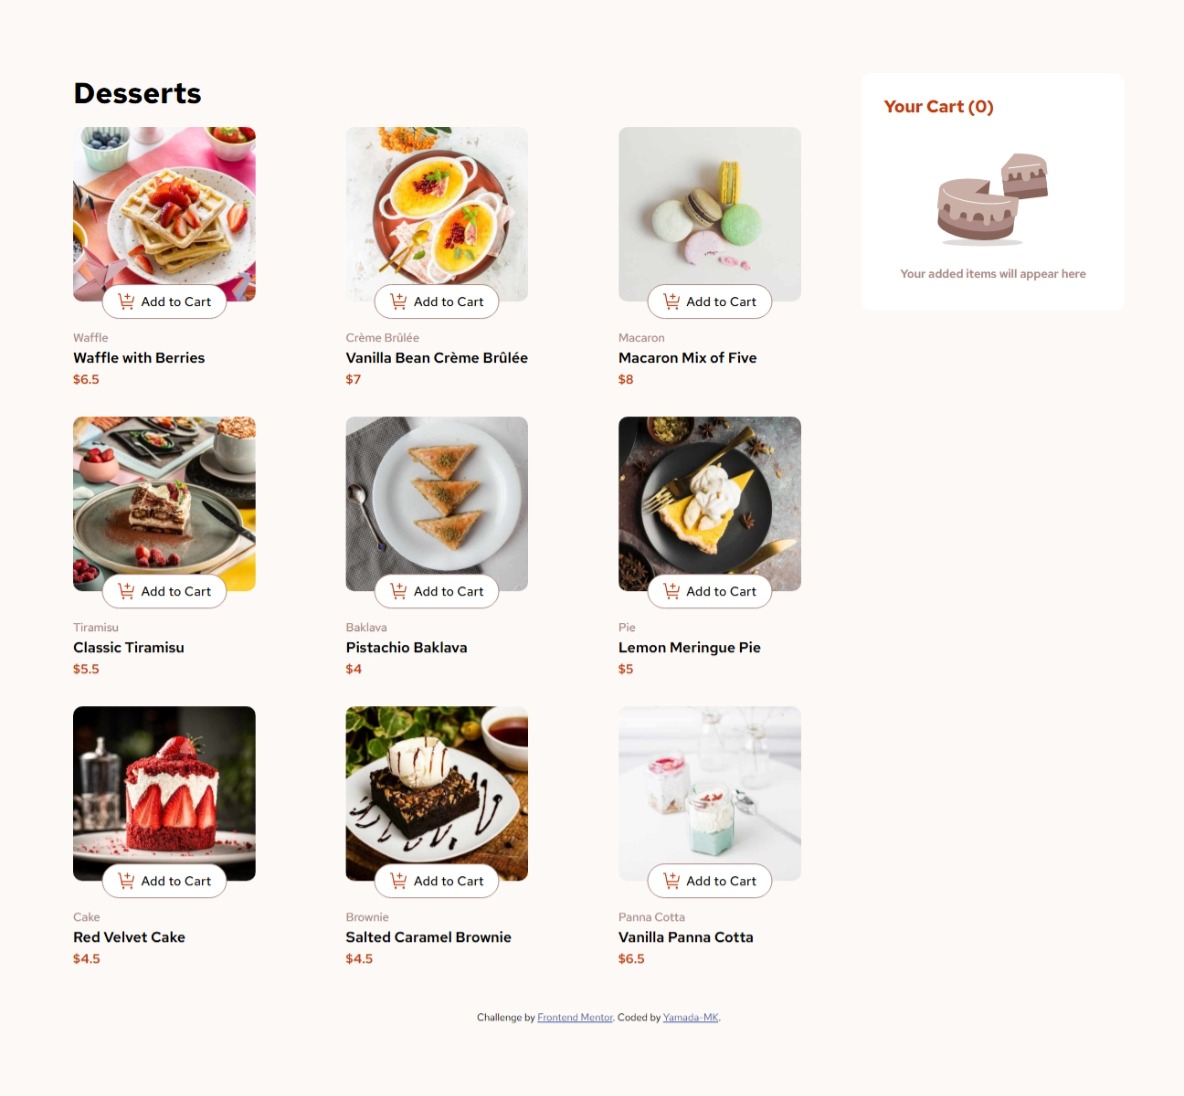 Desserts
Your Cart (0)
Your added items will appear here
Add to Cart
Add to Cart
Add to Cart
Waffle
Waffle with Berries
$6.5
Crème Brûlée
Vanilla Bean Crème Brûlée
$7
Macaron
Macaron Mix of Five
$8
Add to Cart
Add to Cart
Add to Cart
Tiramisu
Classic Tiramisu
$5.5
Baklava
Pistachio Baklava
$4
Pie
Lemon Meringue Pie
$5
Add to Cart
Add to Cart
Add to Cart
Cake
Red Velvet Cake
$4.5
Brownie
Salted Caramel Brownie
$4.5
Panna Cotta
Vanilla Panna Cotta
$6.5
Challenge by Frontend Mentor. Coded by Yamada-MK.